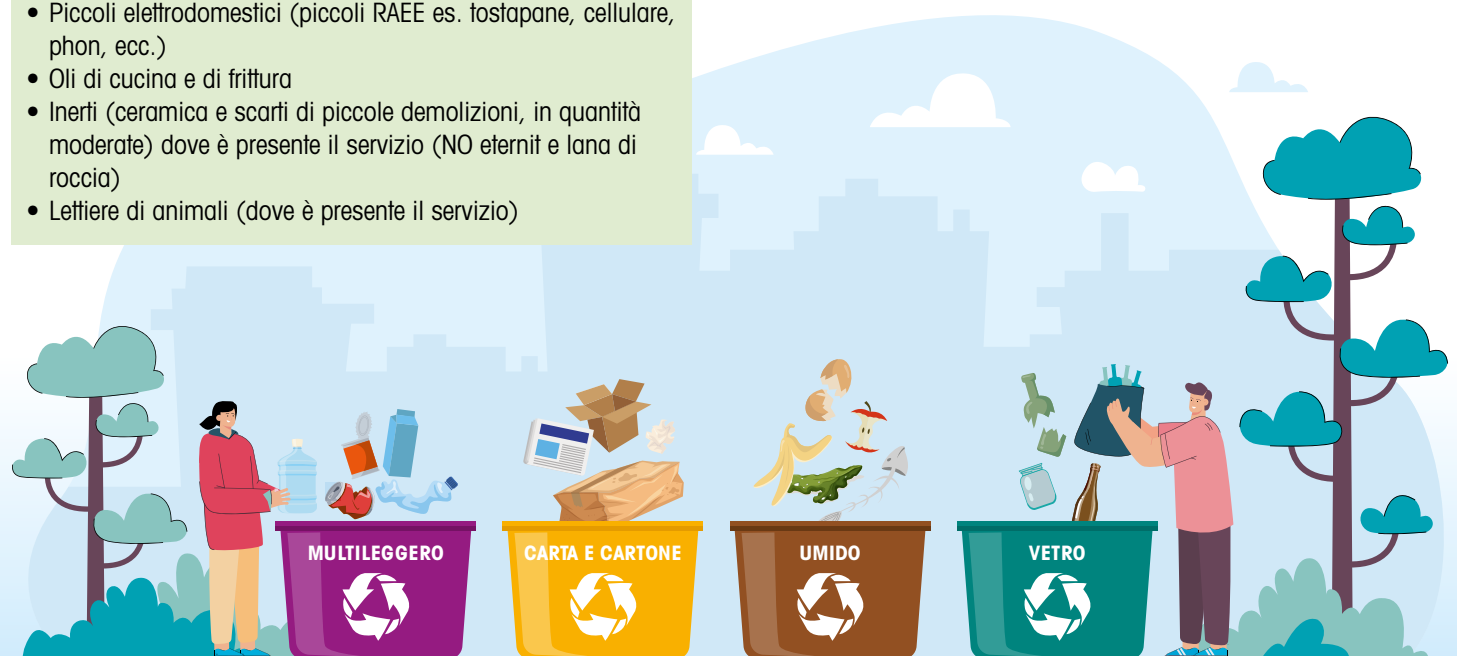 • Piccoli elettrodomestici (piccoli RAEE es. tostapane, cellulare,
phon, ecc.)
• Oli di cucina e di frittura
• Inerti (ceramica e scarti di piccole demolizioni, in quantità
moderate) dove è presente il servizio (NO eternit e lana di
roccia)
• Lettiere di animali (dove è presente il servizio)
MULTILEGGERO
CARTA E CARTONE
UMIDO
VETRO